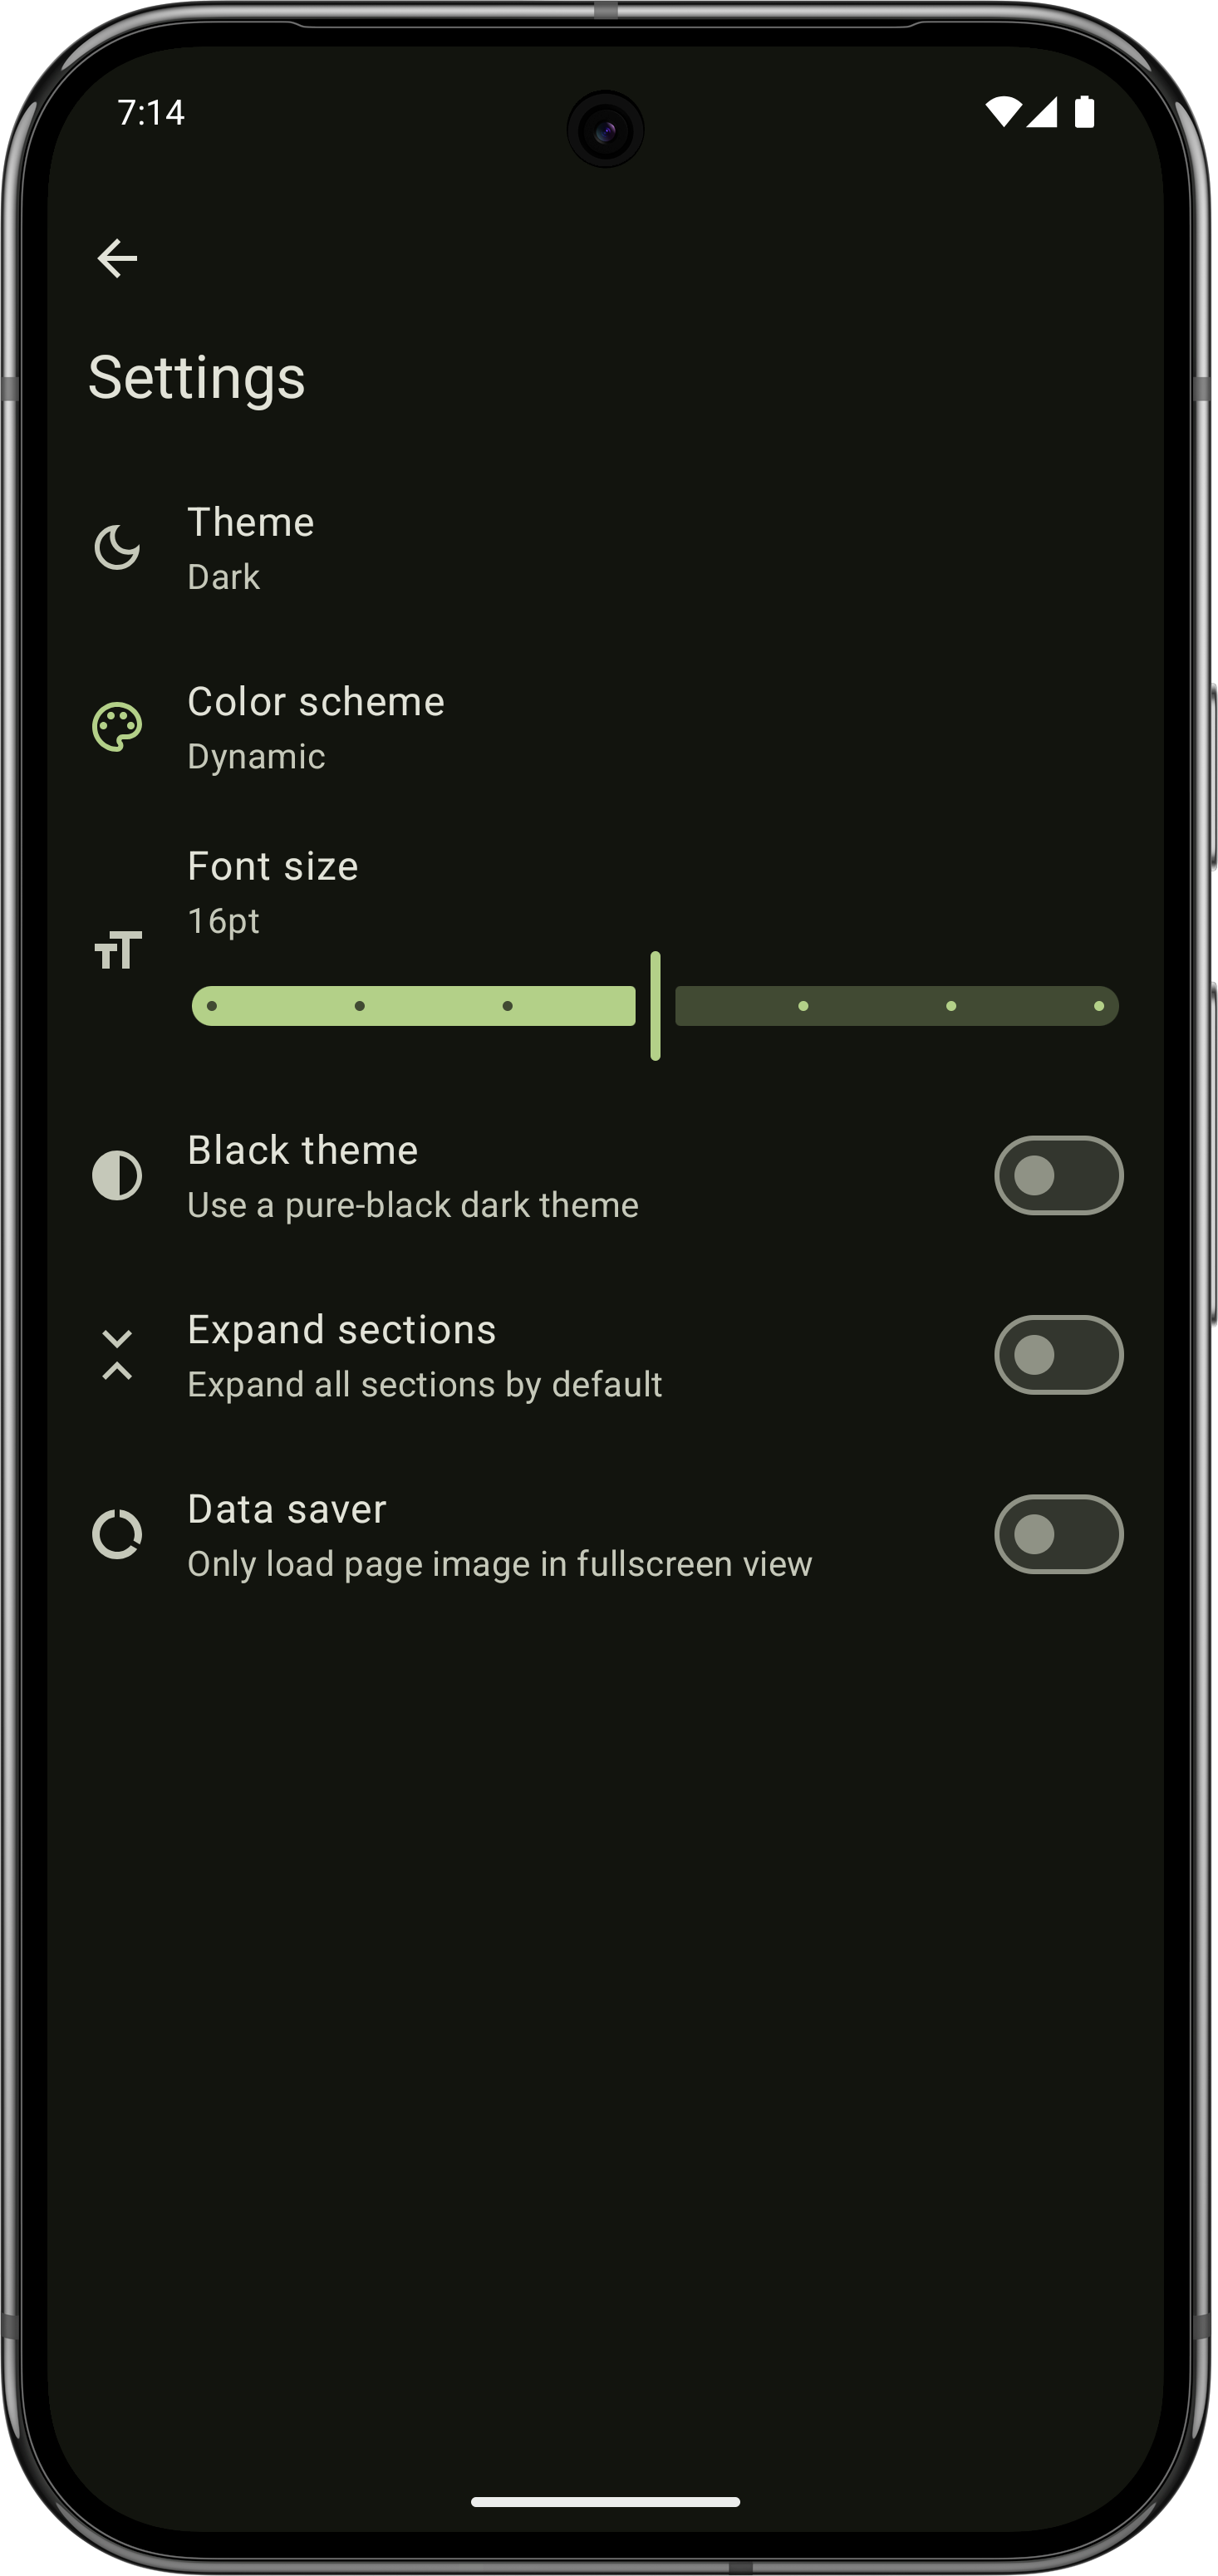 7:14
Settings
Theme
Dark
Color scheme
Dynamic
Font size
16pt
Black theme
Use a pure-black dark theme
Expand sections
Expand all sections by default
Data saver
Only load page image in fullscreen view